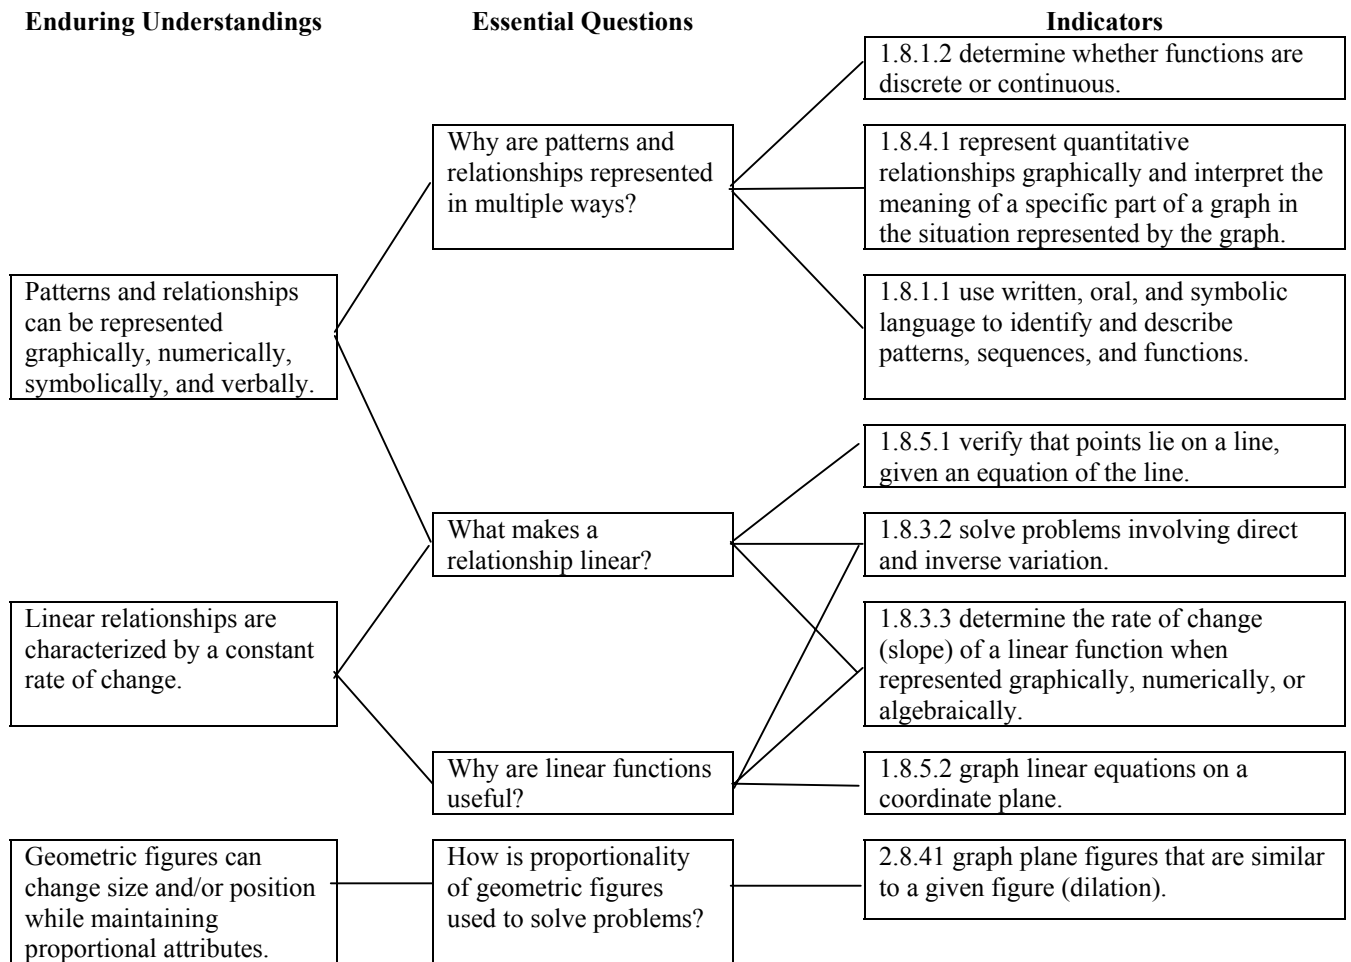 Enduring Understandings
Essential Questions
Indicators
1.8.1.2 determine whether functions are
discrete or continuous.
Why are patterns and
relationships represented
in multiple ways?
1.8.4.1 represent quantitative
relationships graphically and interpret the
meaning of a specific part of a graph in
the situation represented by the graph.
Patterns and relationships
can be represented
graphically, numerically,
symbolically, and verbally.
1.8.1.1 use written, oral, and symbolic
language to identify and describe
patterns, sequences, and functions.
1.8.5.1 verify that points lie on a line,
given an equation of the line.
What makes a
relationship linear?
1.8.3.2 solve problems involving direct
and inverse variation.
Linear relationships are
characterized by a constant
rate of change.
1.8.3.3 determine the rate of change
(slope) of a linear function when
represented graphically, numerically, or
algebraically.
Why are linear functions
useful?
1.8.5.2 graph linear equations on a
coordinate plane.
Geometric figures can
change size and/or position
while maintaining
proportional attributes.
How is proportionality
of geometric figures
used to solve problems?
2.8.41 graph plane figures that are similar
to a given figure (dilation).